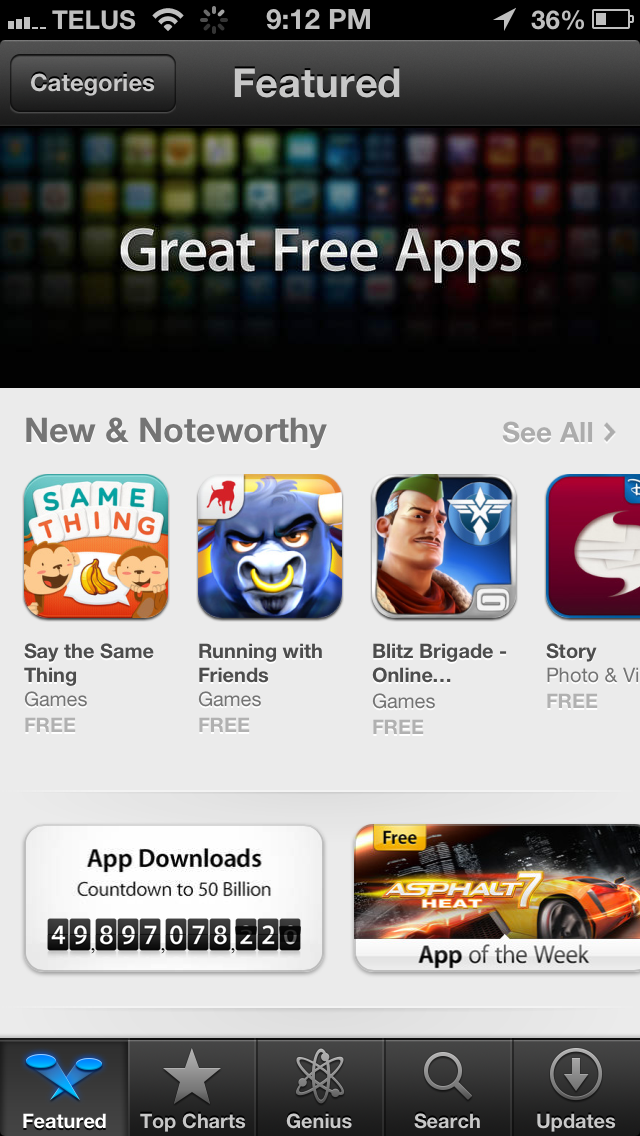 TELUS 9:12 PM 36%
Categories Featured
Great Free Apps
New & Noteworthy See All
SAME
THING
Say the Same
Thing
Games
FREE
Running with
Friends
Games
FREE
Blitz Brigade -
Online...
Games
FREE
Story
Photo & Vi
FREE
App Downloads
Countdown to 50 Billion
49,897,078,220
Free
ASPHALT 7
HEAT
App of the Week
Featured Top Charts Genius Search Updates